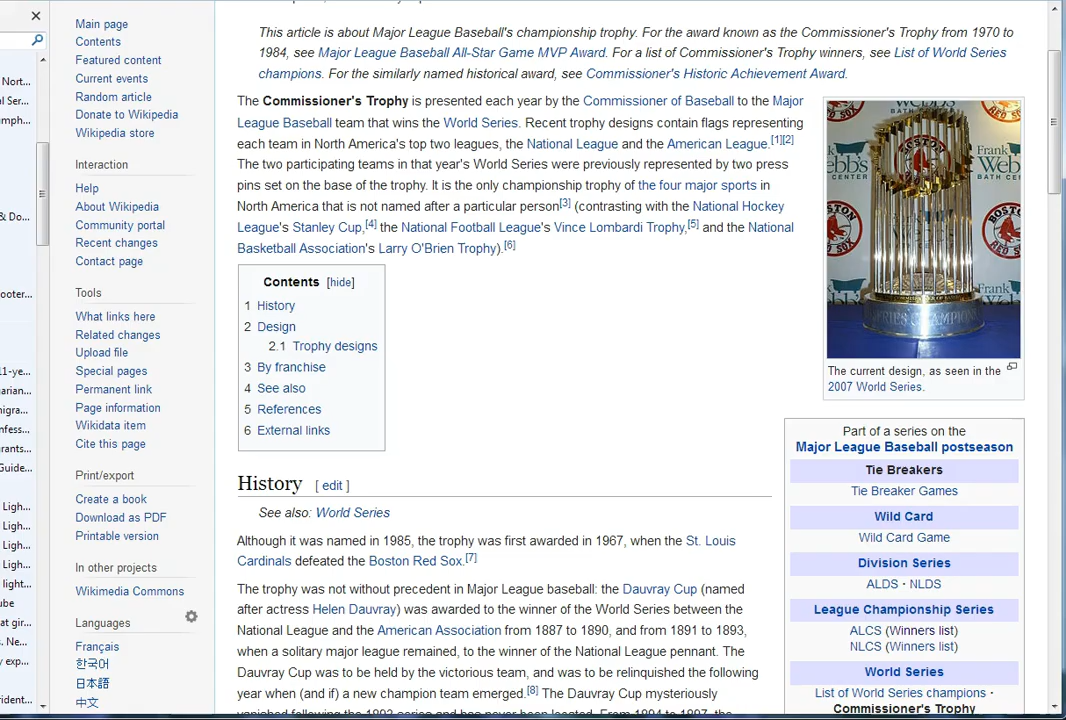 This article is about Major League Baseball's championship trophy. For the award known as the Commissioner's Trophy from 1970 to
1984, see Major League Baseball All-Star Game MVP Award. For a list of Commissioner's Trophy winners, see List of World Series
champions. For the similarly named historical award, see Commissioner's Historic Achievement Award.
The Commissioner's Trophy is presented each year by the Commissioner of Baseball to the Major
League Baseball team that wins the World Series. Recent trophy designs contain flags representing
each team in North America's top two leagues, the National League and the American League.[1][2]
The two participating teams in that year's World Series were previously represented by two press
pins set on the base of the trophy. It is the only championship trophy of the four major sports in
North America that is not named after a particular person[3] (contrasting with the National Hockey
League's Stanley Cup,[4] the National Football League's Vince Lombardi Trophy,[5] and the National
Basketball Association's Larry O'Brien Trophy).[6]
Contents [hide]
1 History
2 Design
2.1 Trophy designs
3 By franchise
4 See also
5 References
6 External links
History [ edit ]
See also: World Series
Although it was named in 1985, the trophy was first awarded in 1967, when the St. Louis
Cardinals defeated the Boston Red Sox.[7]
The trophy was not without precedent in Major League baseball: the Dauvray Cup (named
after actress Helen Dauvray) was awarded to the winner of the World Series between the
National League and the American Association from 1887 to 1890, and from 1891 to 1893,
when a solitary major league remained, to the winner of the National League pennant. The
Dauvray Cup was to be held by the victorious team, and was to be relinquished the following
year when (and if) a new champion team emerged.[8] The Dauvray Cup mysteriously
Main page
Contents
Featured content
Current events
Random article
Donate to Wikipedia
Wikipedia store
Interaction
Help
About Wikipedia
Community portal
Recent changes
Contact page
Tools
What links here
Related changes
Upload file
Special pages
Permanent link
Page information
Wikidata item
Cite this page
Print/export
Create a book
Download as PDF
Printable version
In other projects
Wikimedia Commons
Languages
Français
한국어
日本語
中文
Nort...
& Do...
Guide...
Ligh...
Ligh...
Ligh...
Ligh...
light...
BOSTON
RED SOX
Frank
Webb's
BATH CENTER
The current design, as seen in the
2007 World Series.
Part of a series on the
Major League Baseball postseason
Tie Breakers
Tie Breaker Games
Wild Card
Wild Card Game
Division Series
ALDS · NLDS
League Championship Series
ALCS (Winners list)
NLCS (Winners list)
World Series
List of World Series champions ·
Commissioner's Trophy